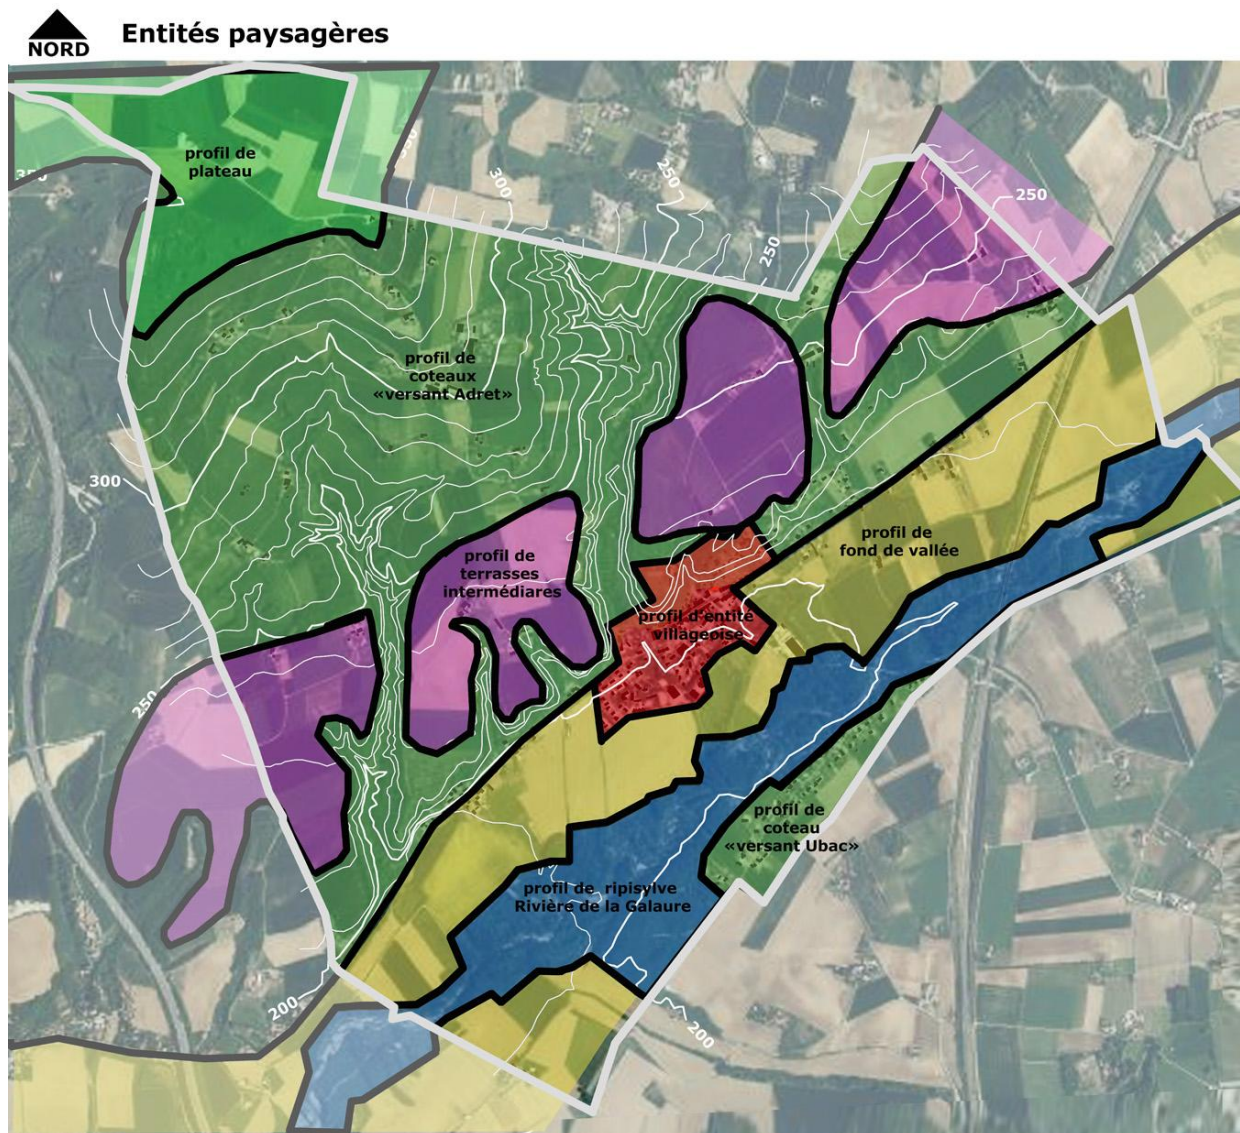 Entités paysagères
NORD
profil de
plateau
350
350
300
250
250
250
profil de
coteaux
«versant Adret»
300
profil de
terrasses
intermédiares
profil de
fond de vallée
profil d'entité
villageoise
250
profil de
coteau
«versant Ubac»
profil de ripisylve
Rivière de la Galaure
200
200